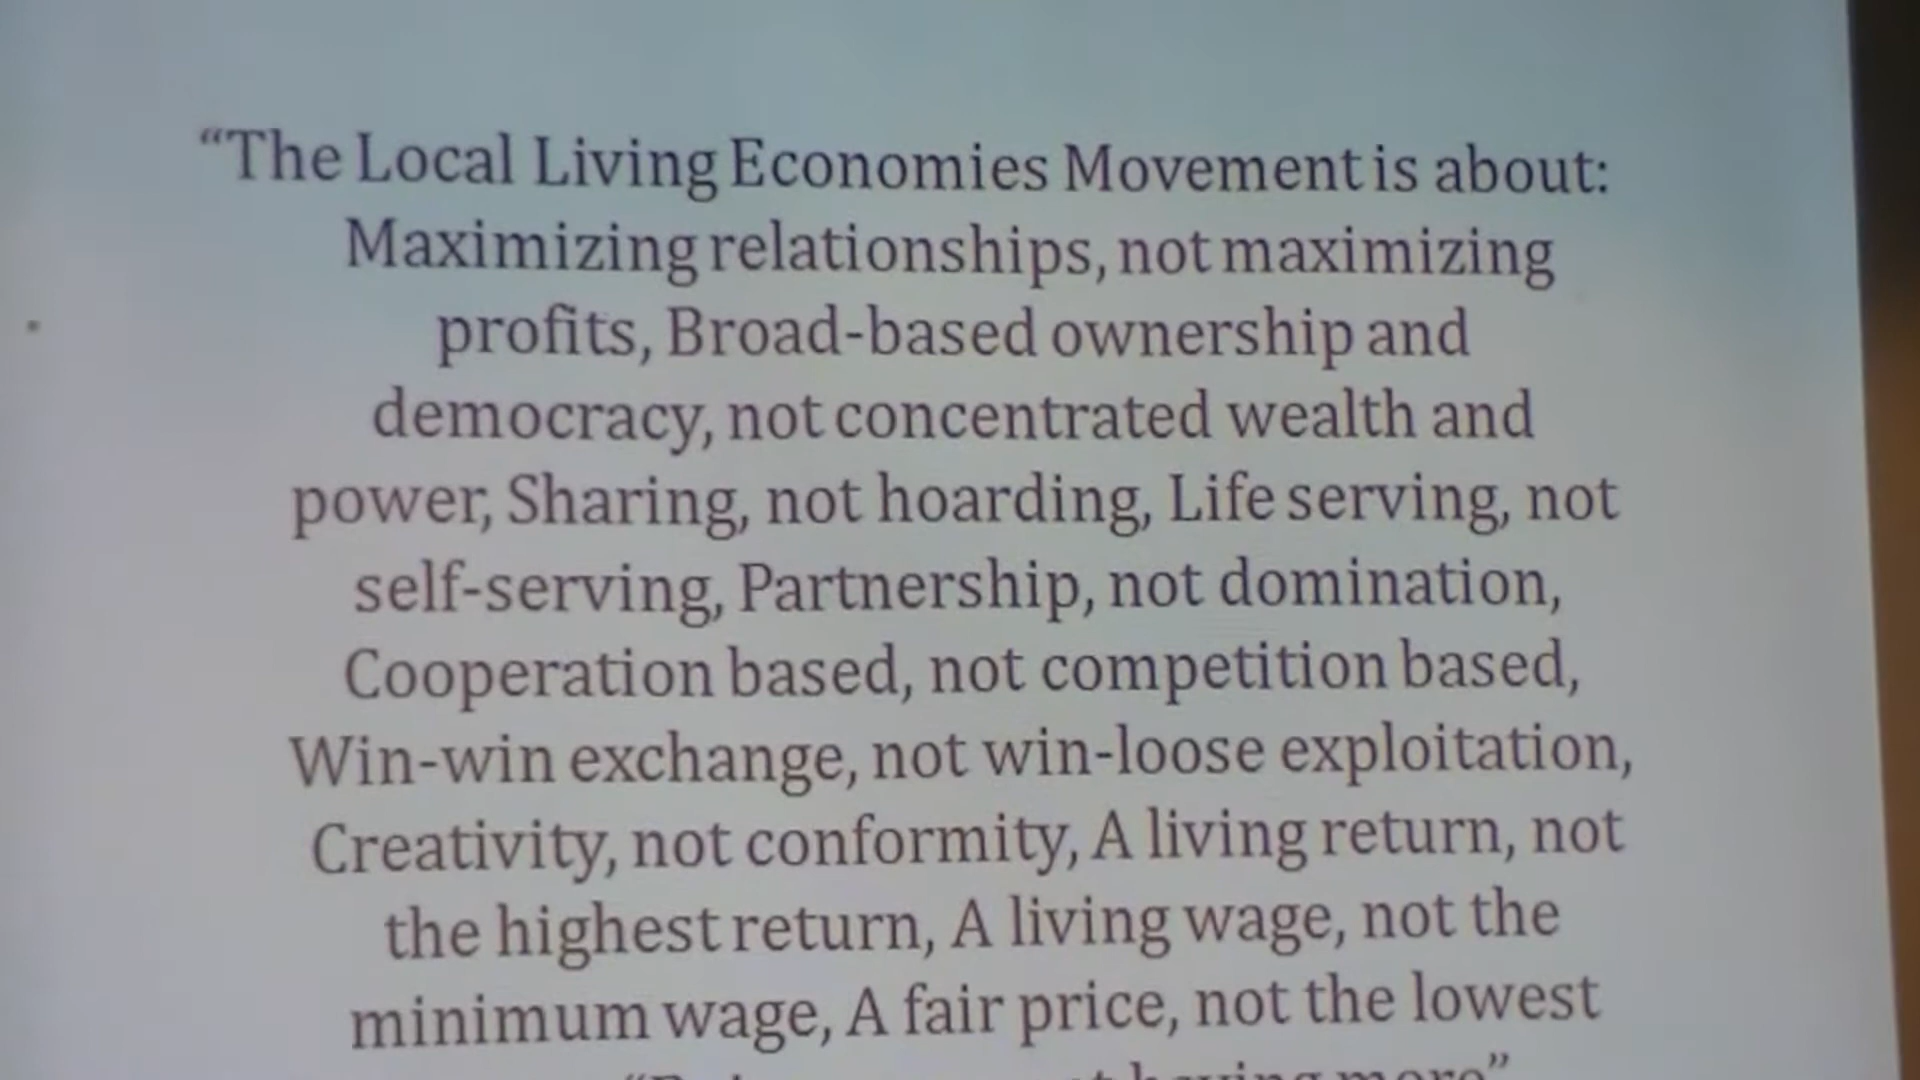 “The Local Living Economies Movement is about:
Maximizing relationships, not maximizing
profits, Broad-based ownership and
democracy, not concentrated wealth and
power, Sharing, not hoarding, Life serving, not
self-serving, Partnership, not domination,
Cooperation based, not competition based,
Win-win exchange, not win-loose exploitation,
Creativity, not conformity, A living return, not
the highest return, A living wage, not the
minimum wage, A fair price, not the lowest
having more”